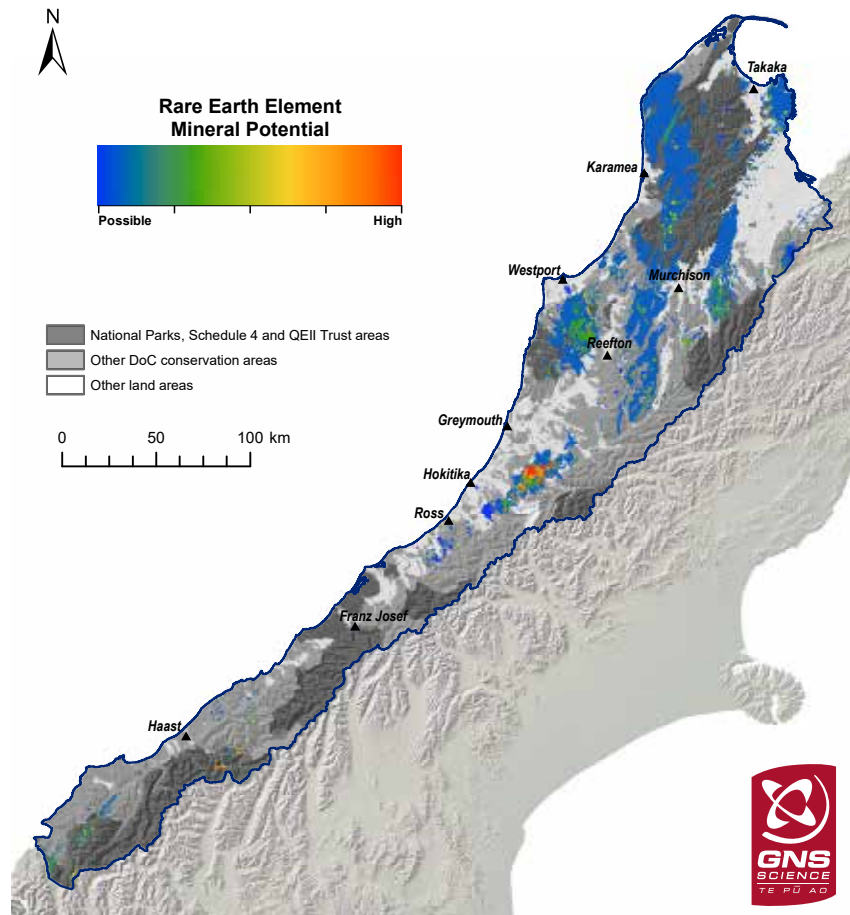 N
Takaka
Rare Earth Element
Mineral Potential
Karamea
Possible
High
Westport
Murchison
National Parks, Schedule 4 and QEII Trust areas
Reefton
Other DoC conservation areas
Other land areas
Greymouth
0 50 100 km
Hokitika
Ross
Franz Josef
Haast
GNS
SCIENCE
TE PŪ AO